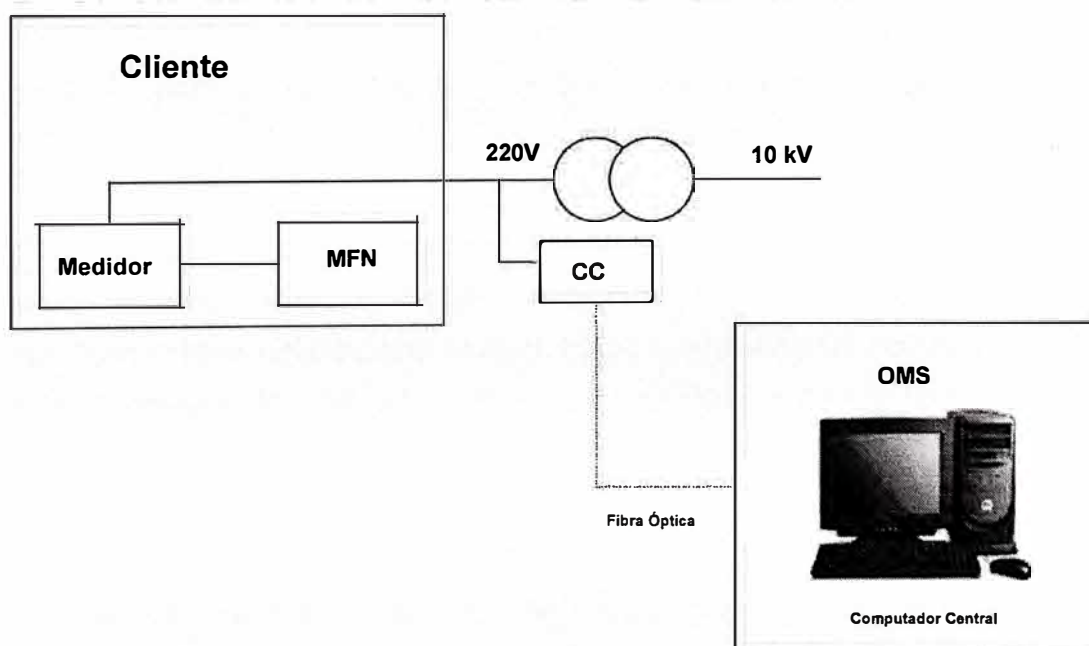 Cliente
220V
10 kV
Medidor
MFN
CC
OMS
Fibra Óptica
Computador Central